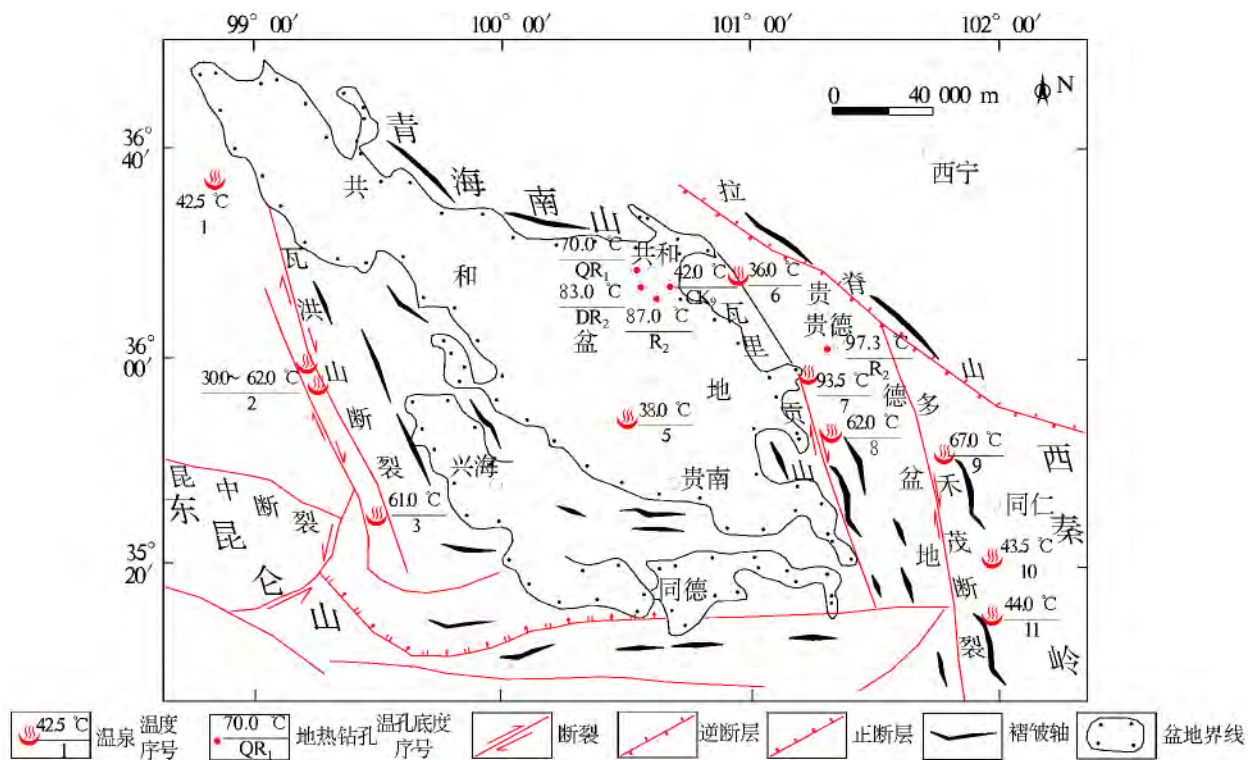 99° 00′
100° 00′
101° 00′
102° 00′
0 40 000 m
N
36° 40′
36° 00′
35° 20′
青海南山
拉脊山
西宁
共和盆地
共和
42.5 ℃
1
70.0 ℃
QR₁
83.0 ℃
DR₂
87.0 ℃
R₂
42.0 ℃
CK₉
36.0 ℃
6
贵德盆地
贵德
97.3 ℃
R₂
瓦洪山断裂
瓦里贡山
30.0~62.0 ℃
2
93.5 ℃
7
38.0 ℃
5
62.0 ℃
8
多禾茂断裂
67.0 ℃
9
西秦岭
兴海
贵南
同仁
昆中断裂
东昆仑山
61.0 ℃
3
43.5 ℃
10
同德
44.0 ℃
11
42.5 ℃
1
温泉
温度
序号
70.0 ℃
QR₁
地热钻孔
温孔底度
序号
断裂
逆断层
正断层
褶皱轴
盆地界线